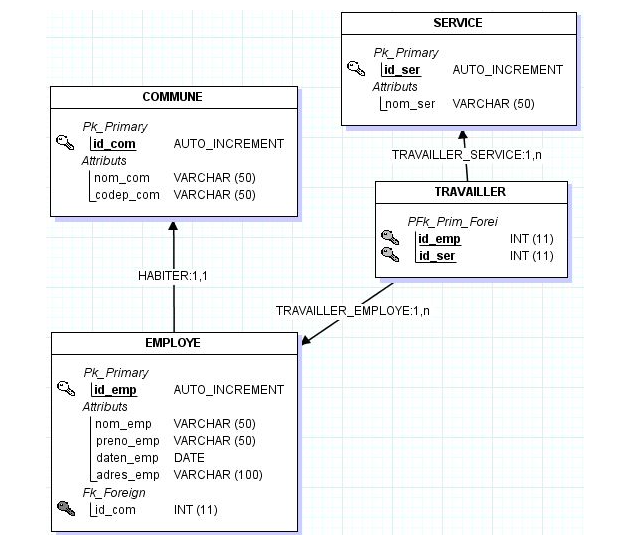 SERVICE
Pk_Primary
id_ser AUTO_INCREMENT
Attributs
nom_ser VARCHAR (50)
COMMUNE
Pk_Primary
id_com AUTO_INCREMENT
Attributs
nom_com VARCHAR (50)
codep_com VARCHAR (50)
TRAVAILLER_SERVICE:1,n
TRAVAILLER
PFk_Prim_Forei
id_emp INT (11)
id_ser INT (11)
HABITER:1,1
TRAVAILLER_EMPLOYE:1,n
EMPLOYE
Pk_Primary
id_emp AUTO_INCREMENT
Attributs
nom_emp VARCHAR (50)
preno_emp VARCHAR (50)
daten_emp DATE
adres_emp VARCHAR (100)
Fk_Foreign
id_com INT (11)